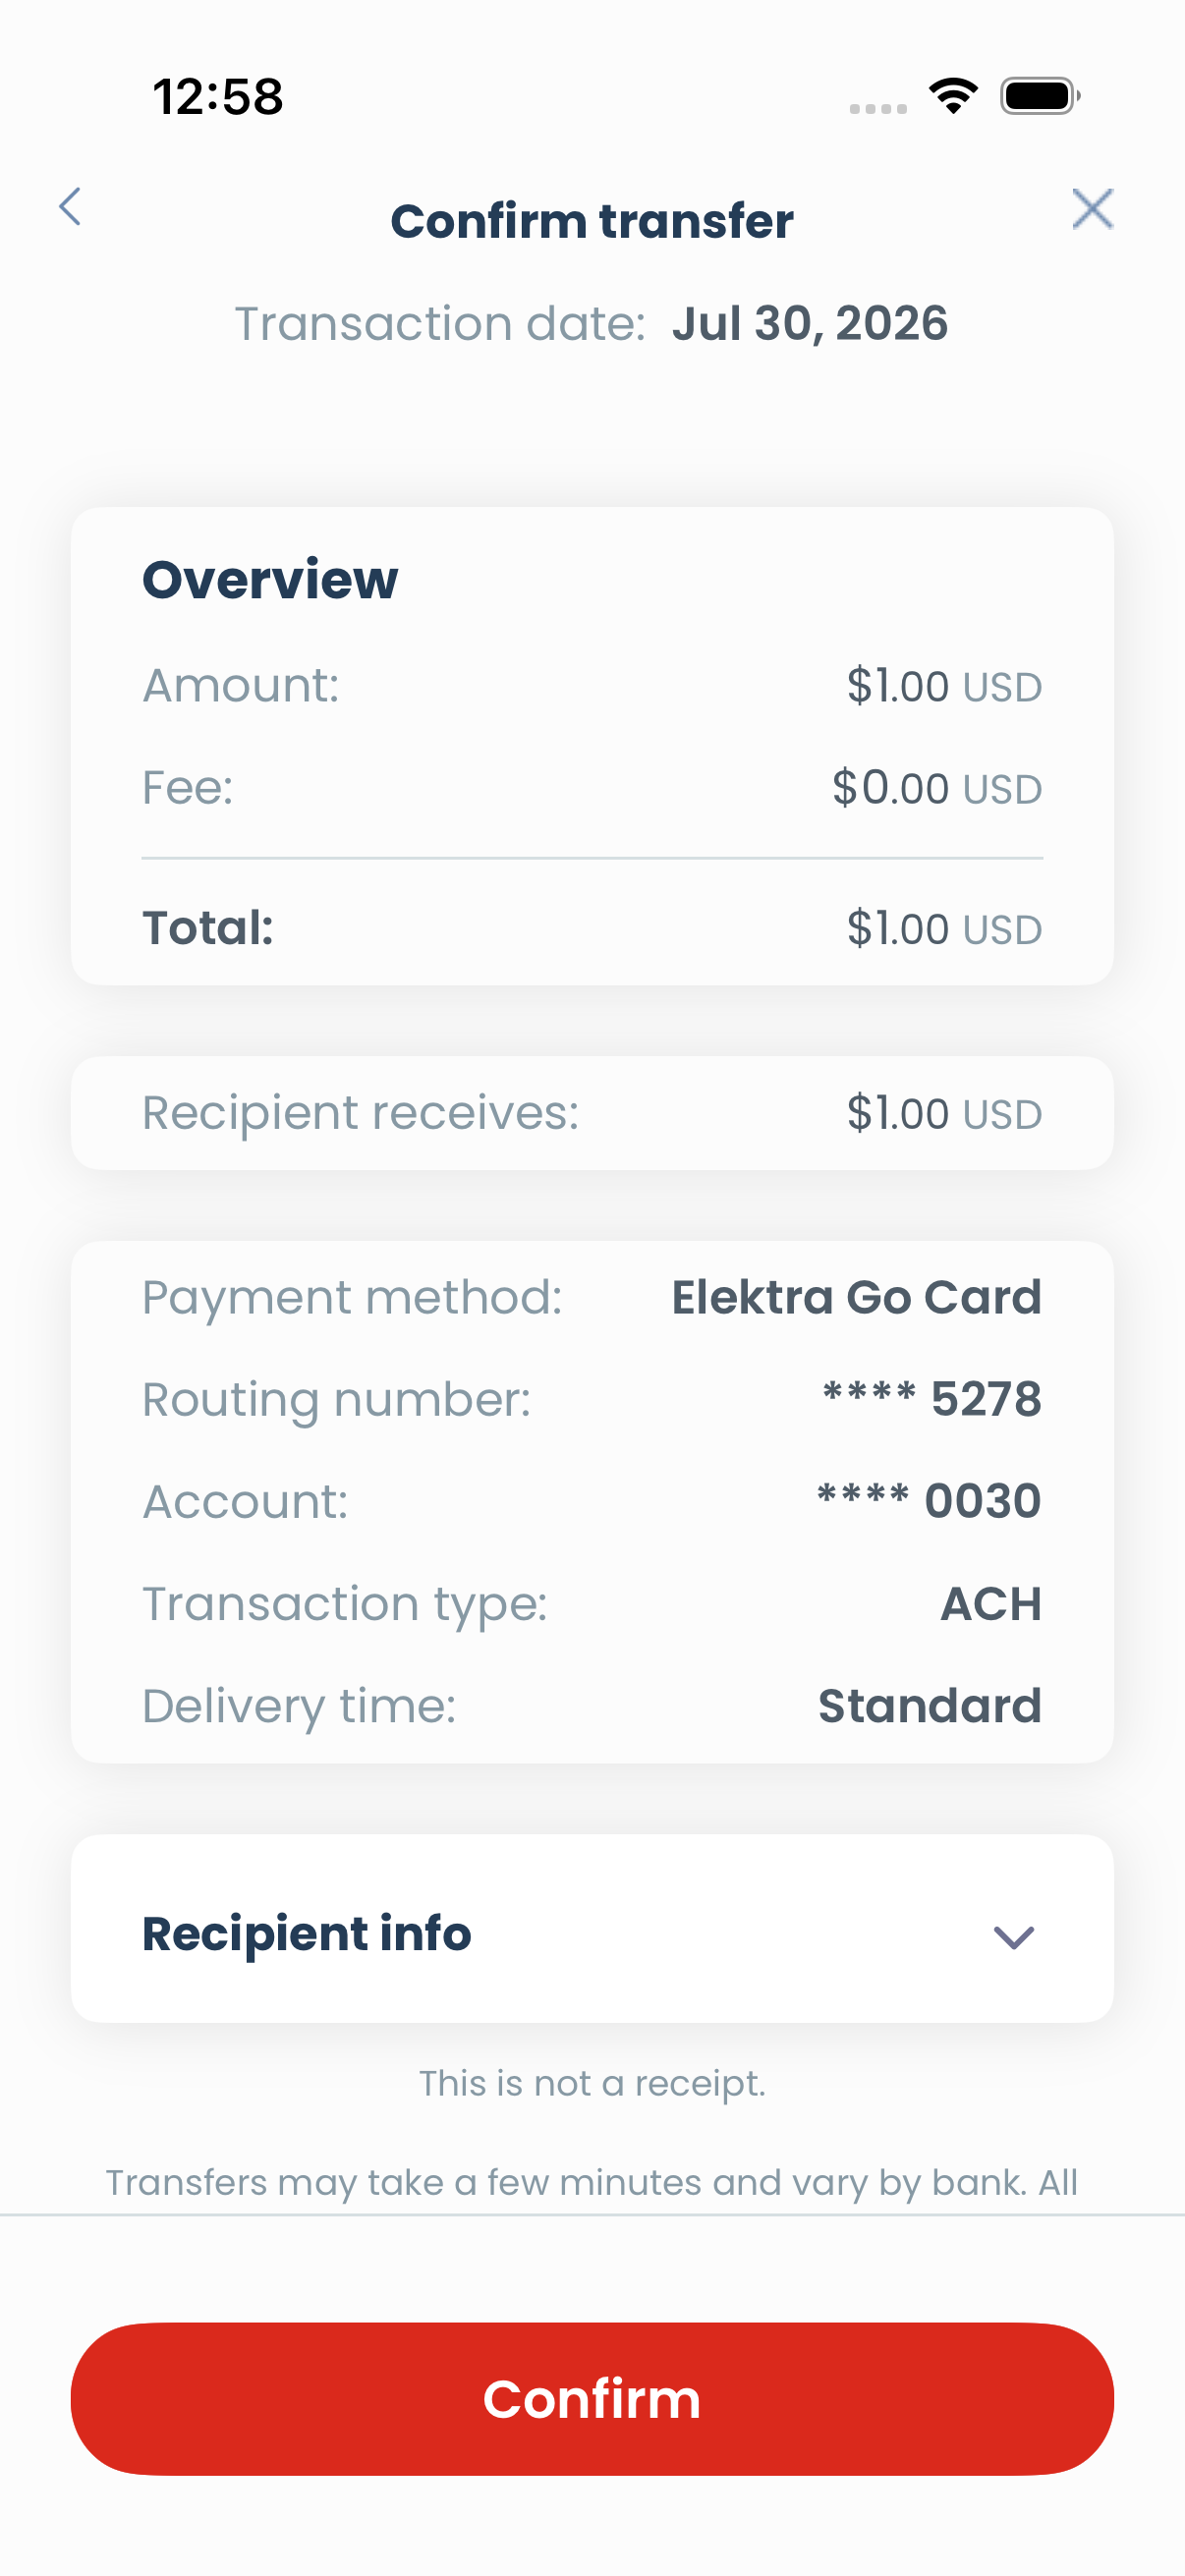 12:58
Confirm transfer
Transaction date: Jul 30, 2026
Overview
Amount: $1.00 USD
Fee: $0.00 USD
Total: $1.00 USD
Recipient receives: $1.00 USD
Payment method: Elektra Go Card
Routing number: **** 5278
Account: **** 0030
Transaction type: ACH
Delivery time: Standard
Recipient info
This is not a receipt.
Transfers may take a few minutes and vary by bank. All
Confirm